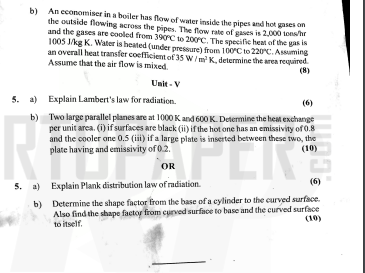 b) An economiser in a boiler has flow of water inside the pipes and hot gases on
the outside flowing across the pipes. The flow rate of gases is 2,000 tons/hr
and the gases are cooled from 390°C to 200°C. The specific heat of the gas is
1005 J/kg K. Water is heated (under pressure) from 100°C to 220°C. Assuming
an overall heat transfer coefficient of 35 W / m² K, determine the area required.
Assume that the air flow is mixed. (8)
Unit - V
5. a) Explain Lambert's law for radiation. (6)
b) Two large parallel planes are at 1000 K and 600 K. Determine the heat exchange
per unit area. (i) if surfaces are black (ii) if the hot one has an emissivity of 0.8
and the cooler one 0.5 (iii) if a large plate is inserted between these two, the
plate having and emissivity of 0.2. (10)
OR
5. a) Explain Plank distribution law of radiation. (6)
b) Determine the shape factor from the base of a cylinder to the curved surface.
Also find the shape factor from curved surface to base and the curved surface
to itself. (10)